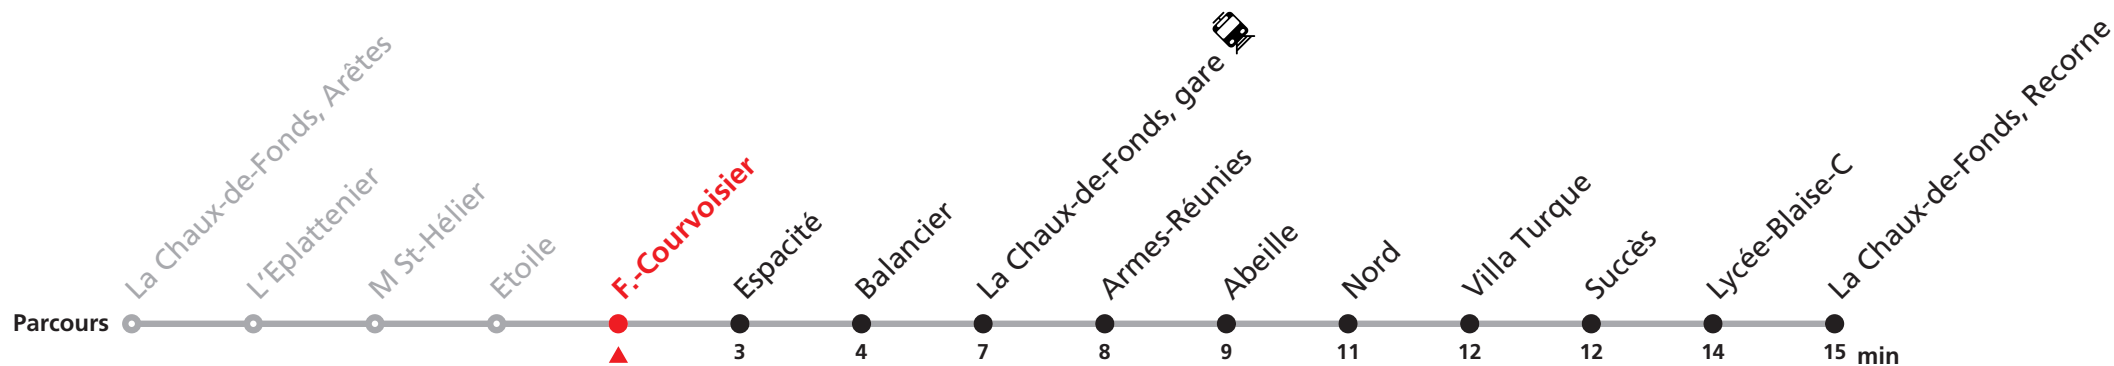 La Chaux-de-Fonds, Arêtes
L'Eplattenier
M St-Hélier
Etoile
F.-Courvoisier
Espacité
Balancier
La Chaux-de-Fonds, gare
Armes-Réunies
Abeille
Nord
Villa Turque
Succès
Lycée-Blaise-C
La Chaux-de-Fonds, Recorne
Parcours
3 4 7 8 9 11 12 12 14 15 min